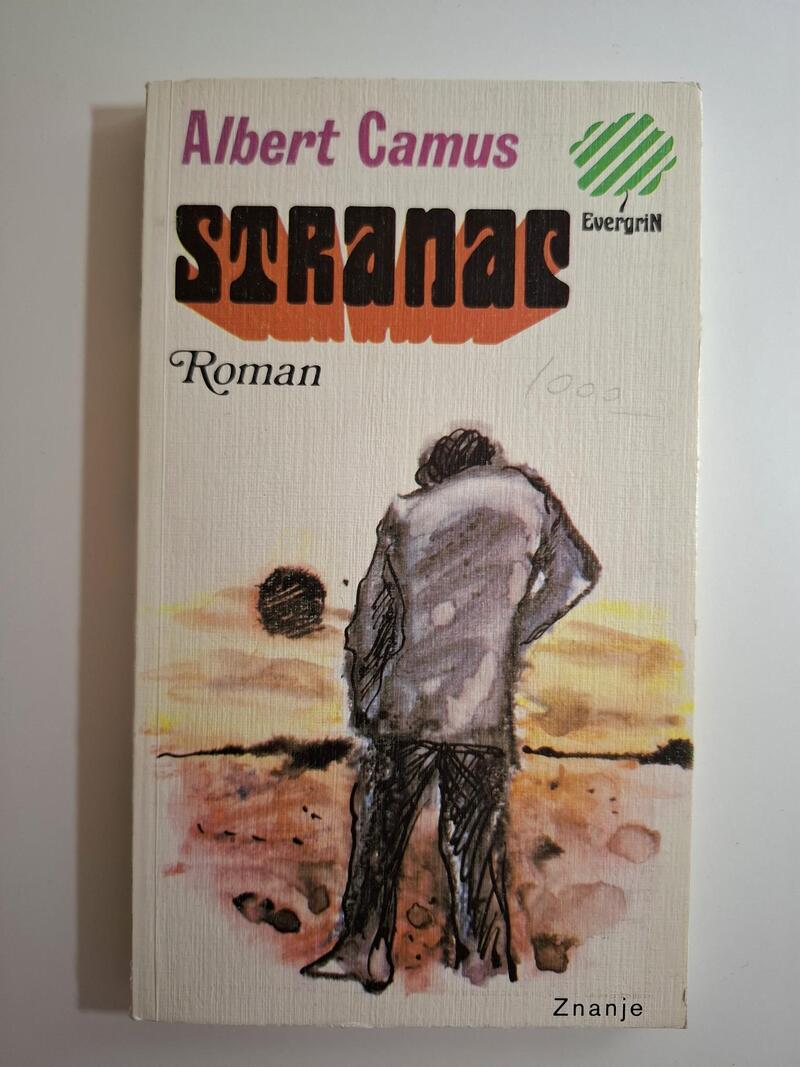 Albert Camus
EvergriN
STRANAC
Roman
1000
Znanje